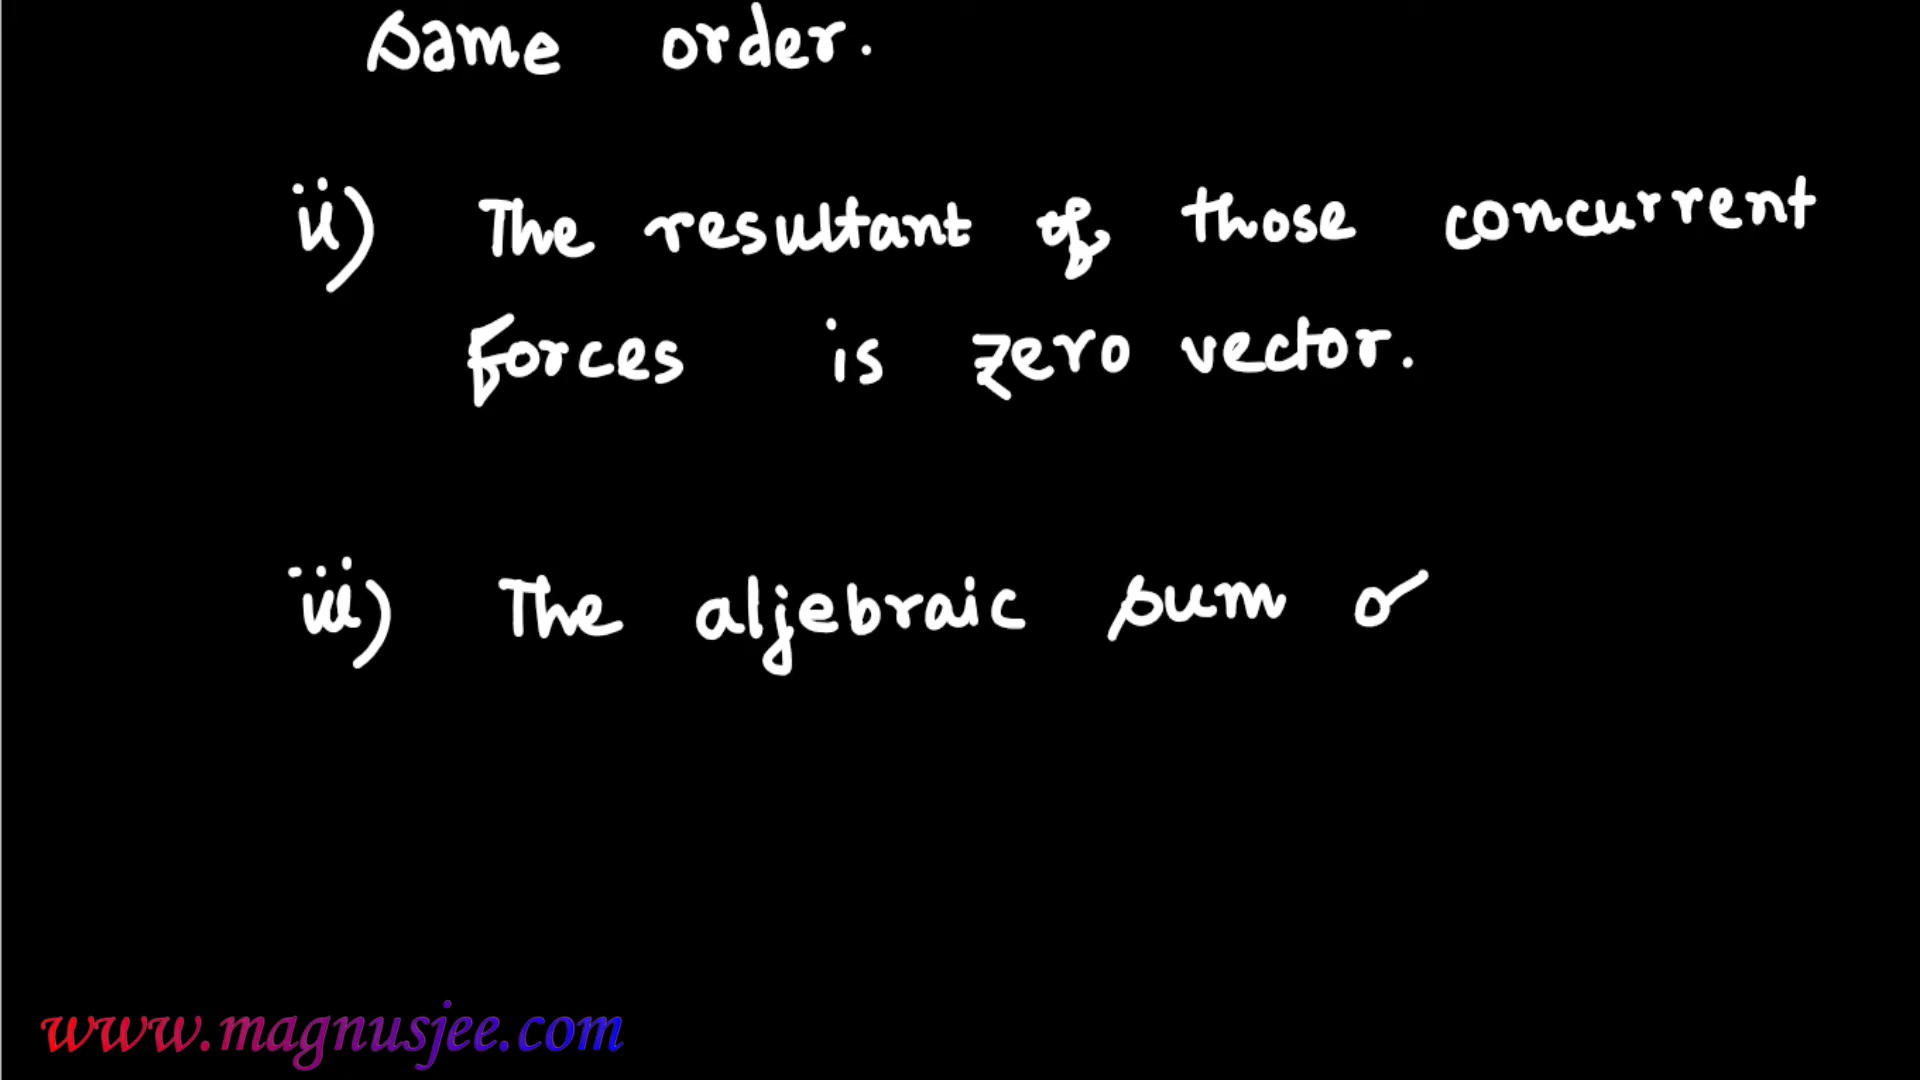 same order.
ii) The resultant of those concurrent
forces is zero vector.
iii) The aljebraic sum o
www.magnusjee.com